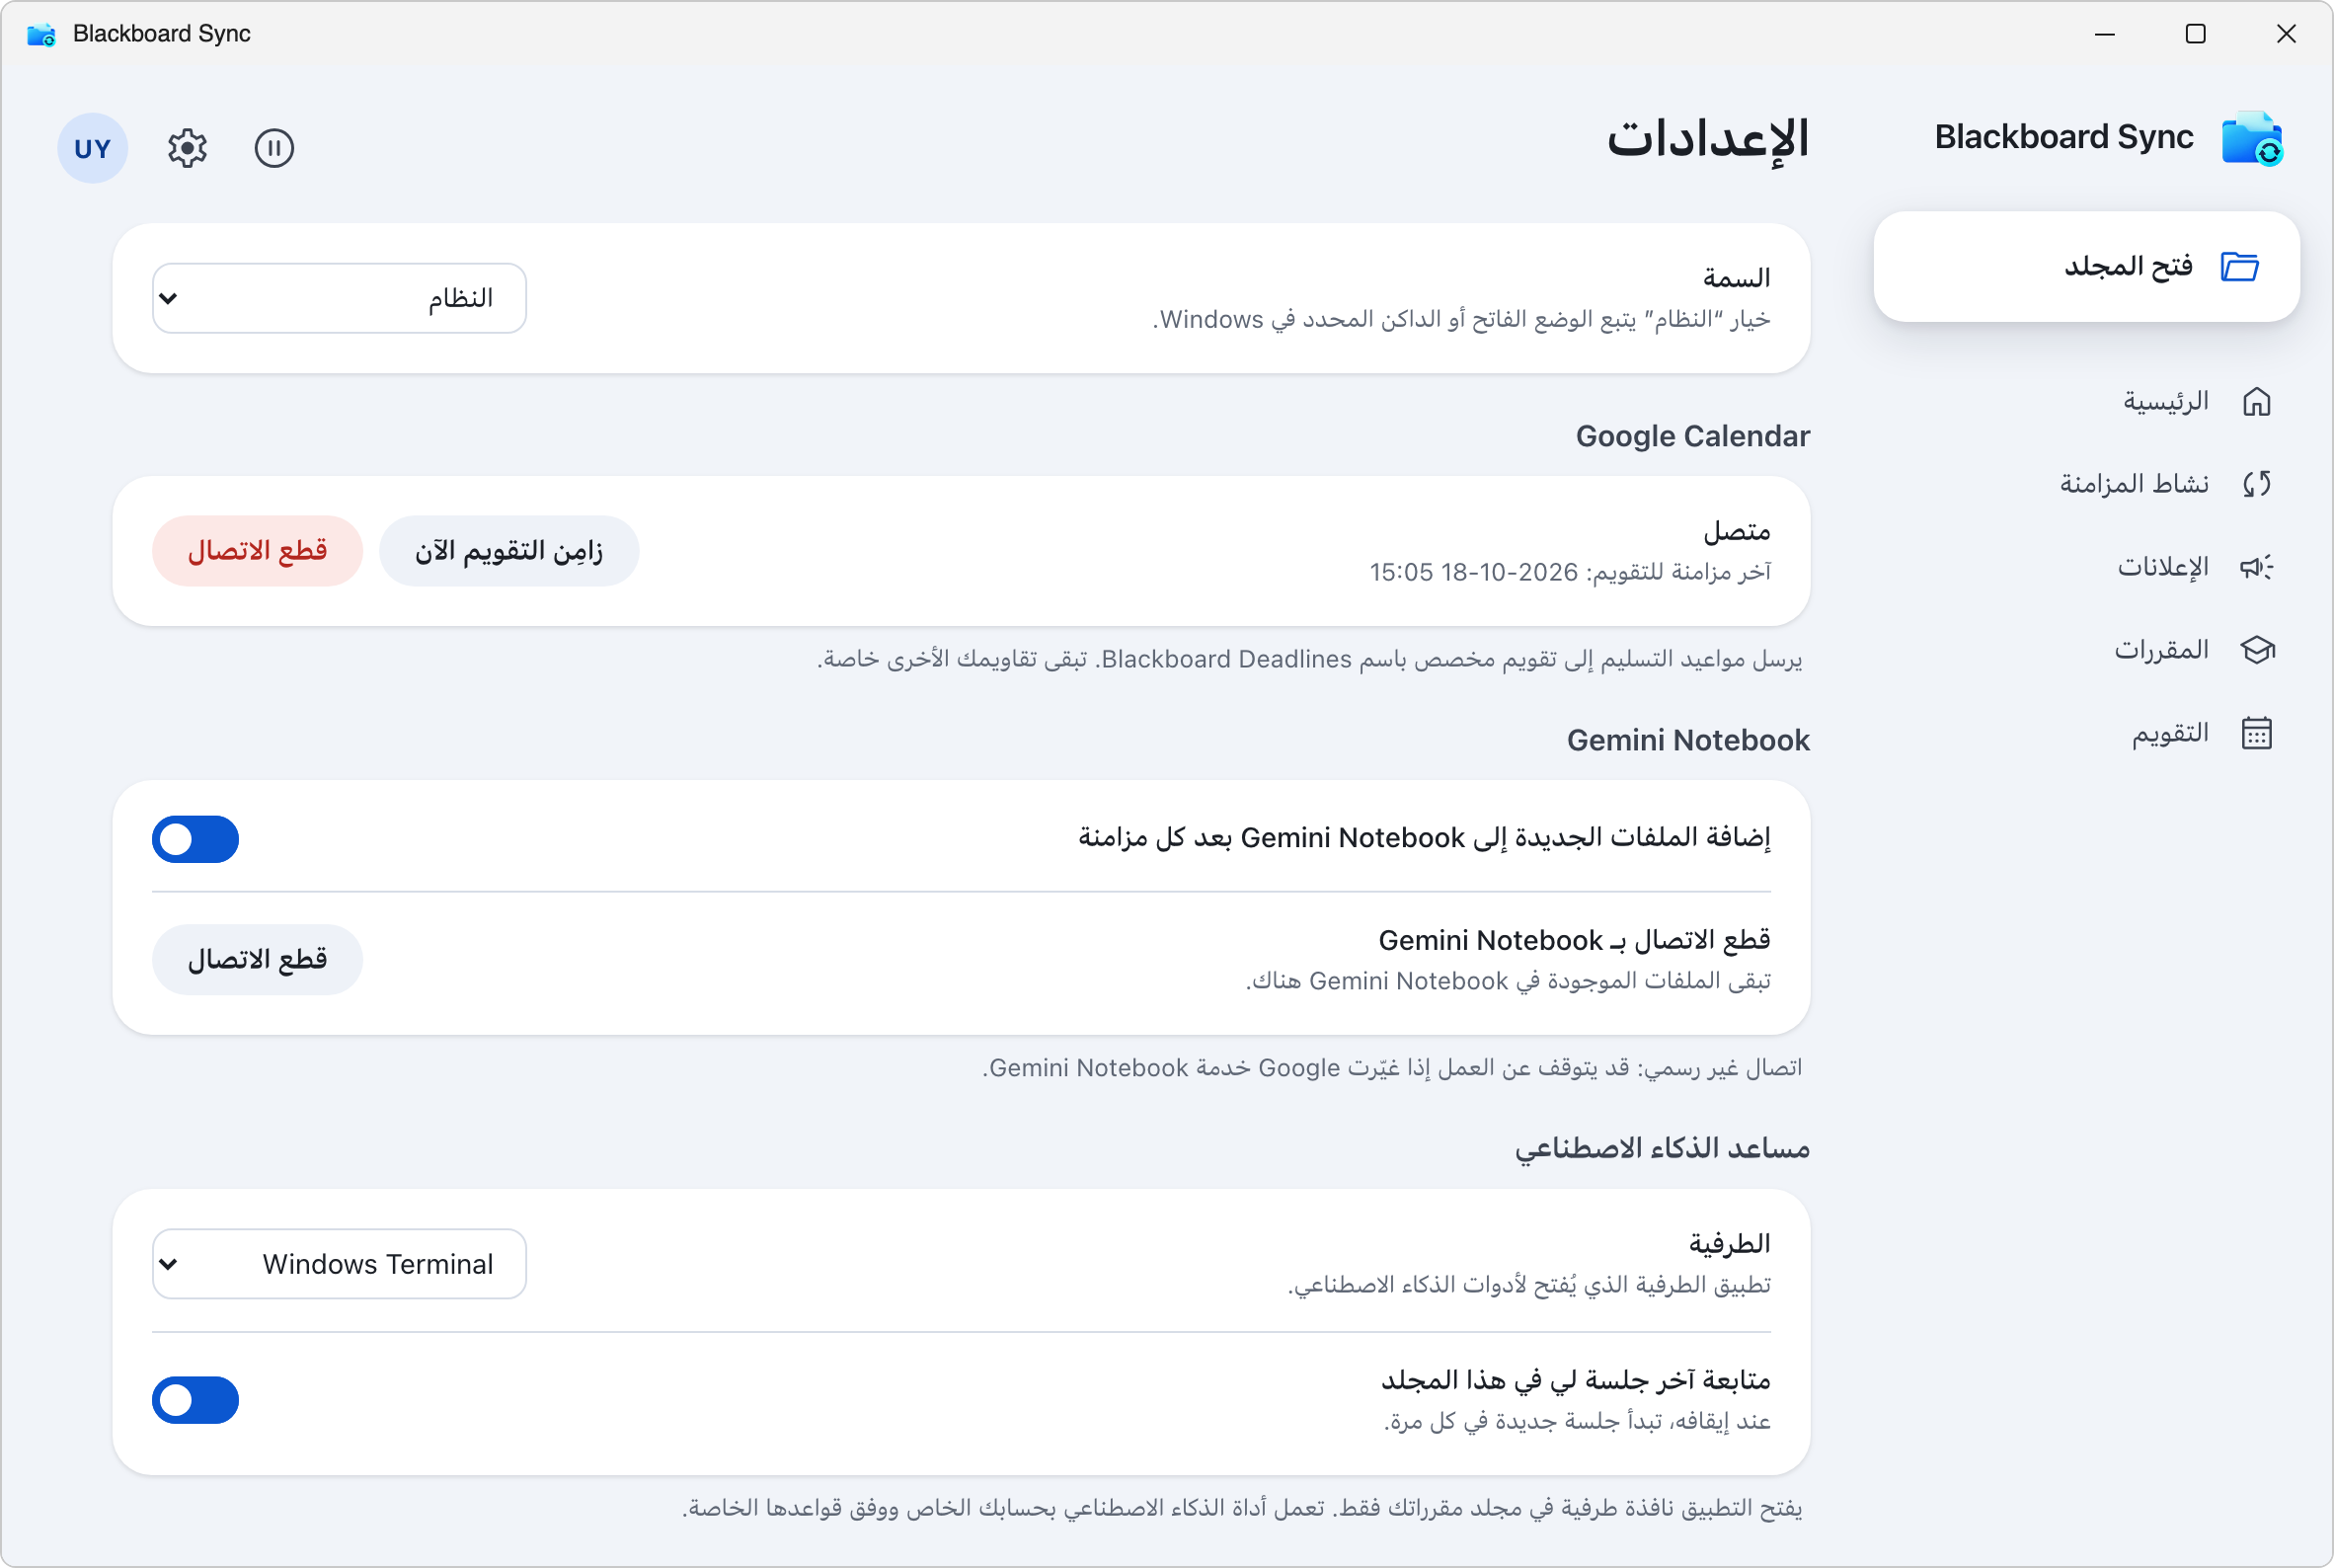 Blackboard Sync
Blackboard Sync
فتح المجلد
الرئيسية
نشاط المزامنة
الإعلانات
المقررات
التقويم
الإعدادات
UY
السمة
خيار “النظام” يتبع الوضع الفاتح أو الداكن المحدد في Windows.
النظام
Google Calendar
متصل
آخر مزامنة للتقويم: 2026-10-18 15:05
زامِن التقويم الآن
قطع الاتصال
يرسل مواعيد التسليم إلى تقويم مخصص باسم Blackboard Deadlines. تبقى تقاويمك الأخرى خاصة.
Gemini Notebook
إضافة الملفات الجديدة إلى Gemini Notebook بعد كل مزامنة
قطع الاتصال بـ Gemini Notebook
تبقى الملفات الموجودة في Gemini Notebook هناك.
قطع الاتصال
اتصال غير رسمي: قد يتوقف عن العمل إذا غيّرت Google خدمة Gemini Notebook.
مساعد الذكاء الاصطناعي
الطرفية
تطبيق الطرفية الذي يُفتح لأدوات الذكاء الاصطناعي.
Windows Terminal
متابعة آخر جلسة لي في هذا المجلد
عند إيقافه، تبدأ جلسة جديدة في كل مرة.
يفتح التطبيق نافذة طرفية في مجلد مقرراتك فقط. تعمل أداة الذكاء الاصطناعي بحسابك الخاص ووفق قواعدها الخاصة.